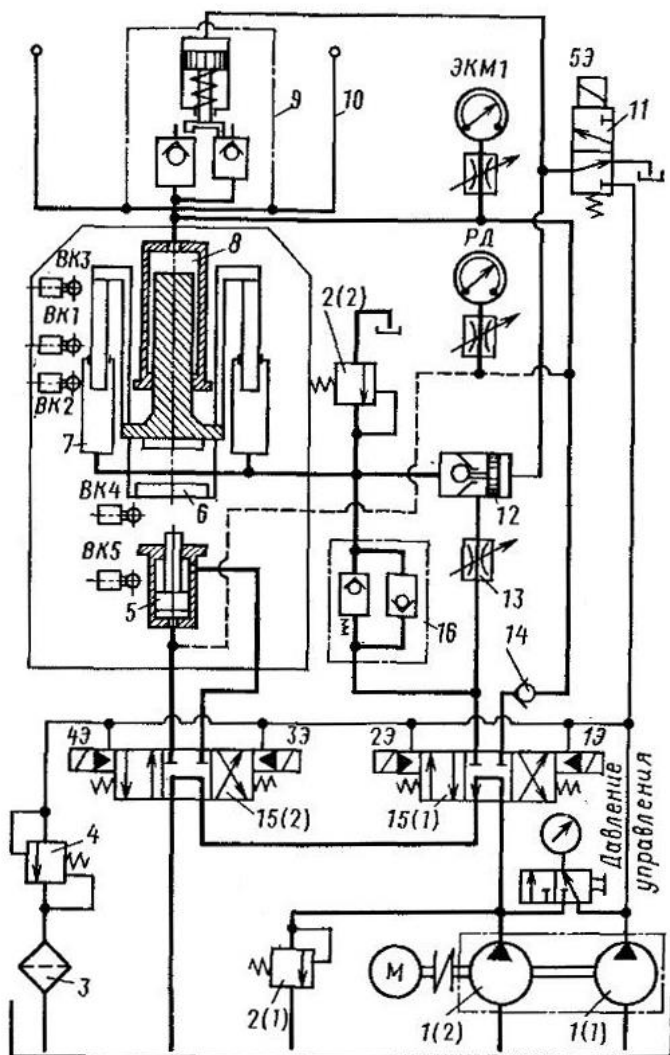 ЭКМ1
5Э
9
10
11
РД
ВК3
8
2(2)
ВК1
ВК2
7
ВК4
6
12
ВК5
13
5
16
14
4Э
3Э
2Э
1Э
15(2)
15(1)
Давление
управления
4
М
3
2(1)
1(2)
1(1)